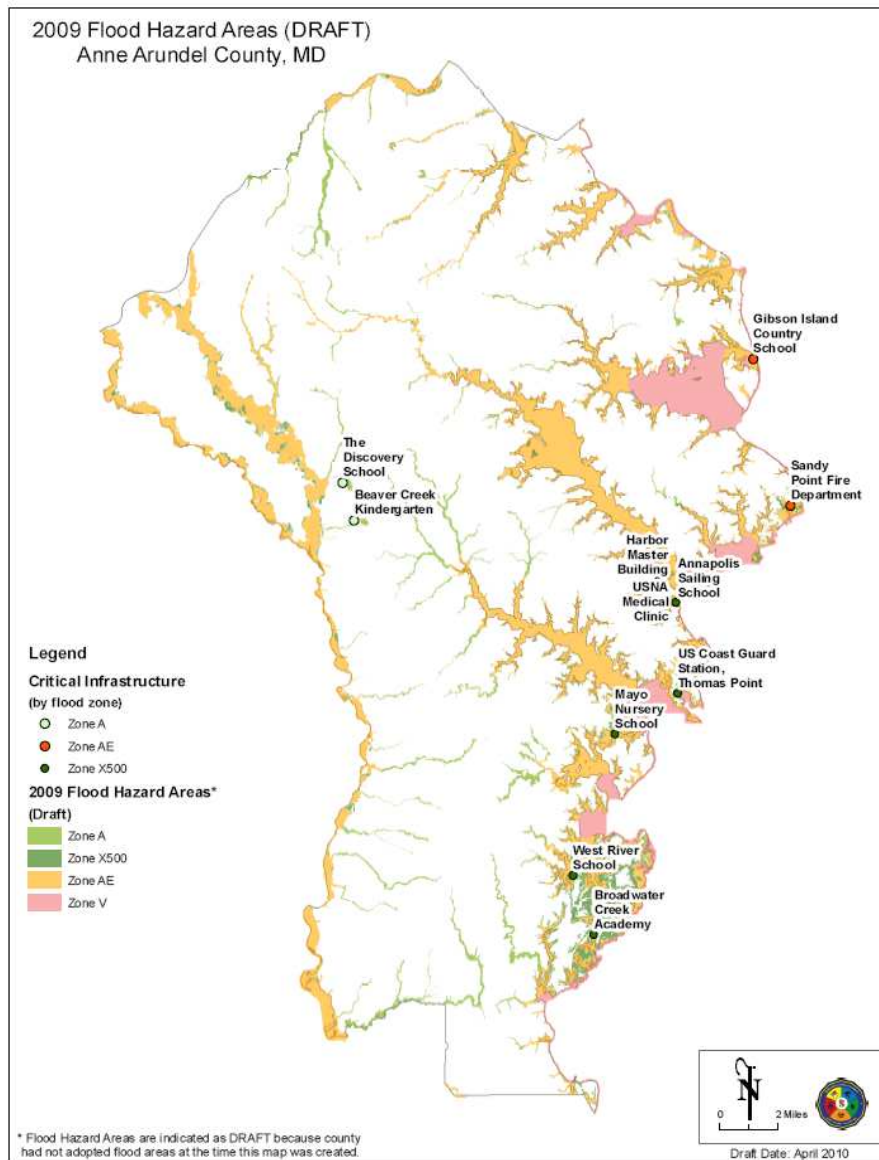 2009 Flood Hazard Areas (DRAFT)
Anne Arundel County, MD
Gibson Island
Country
School
The
Discovery
School
Beaver Creek
Kindergarten
Sandy
Point Fire
Department
Harbor
Master
Building
USNA
Medical
Clinic
Annapolis
Sailing
School
US Coast Guard
Station,
Thomas Point
Mayo
Nursery
School
West River
School
Broadwater
Creek
Academy
Legend
Critical Infrastructure
(by flood zone)
Zone A
Zone AE
Zone X500
2009 Flood Hazard Areas*
(Draft)
Zone A
Zone X500
Zone AE
Zone V
N
0 2 Miles
* Flood Hazard Areas are indicated as DRAFT because county
had not adopted flood areas at the time this map was created.
Draft Date: April 2010